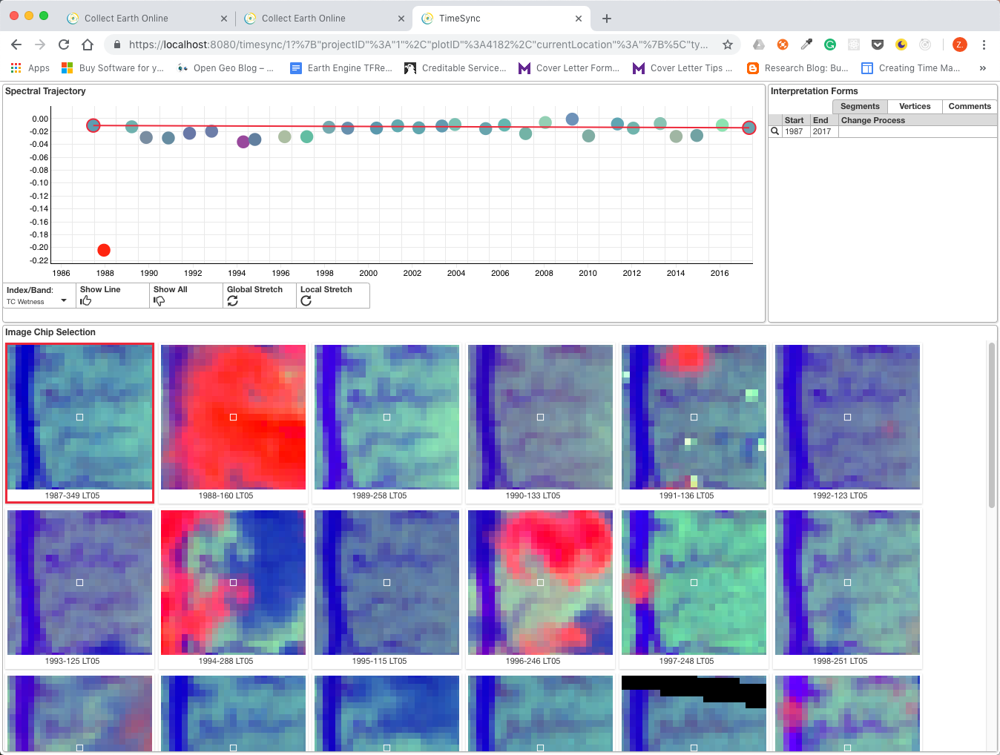 Collect Earth Online
Collect Earth Online
TimeSync
https://localhost:8080/timesync/1?%7B"projectID"%3A"1"%2C"plotID"%3A4182%2C"currentLocation"%3A"%7B%5C"ty...
Z.
Apps
Buy Software for y...
Open Geo Blog – ...
Earth Engine TFRe...
Creditable Service...
Cover Letter Form...
Cover Letter Tips ...
Research Blog: Bu...
Creating Time Ma...
»
Spectral Trajectory
0.00
-0.02
-0.04
-0.06
-0.08
-0.10
-0.12
-0.14
-0.16
-0.18
-0.20
-0.22
1986 1988 1990 1992 1994 1996 1998 2000 2002 2004 2006 2008 2010 2012 2014 2016
Index/Band:
TC Wetness
Show Line
Show All
Global Stretch
Local Stretch
Interpretation Forms
Segments Vertices Comments
Start End Change Process
1987 2017
Image Chip Selection
1987-349 LT05
1988-160 LT05
1989-258 LT05
1990-133 LT05
1991-136 LT05
1992-123 LT05
1993-125 LT05
1994-288 LT05
1995-115 LT05
1996-246 LT05
1997-248 LT05
1998-251 LT05